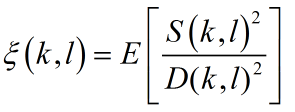 ξ(k,l) = E[S(k,l)²/D(k,l)²]